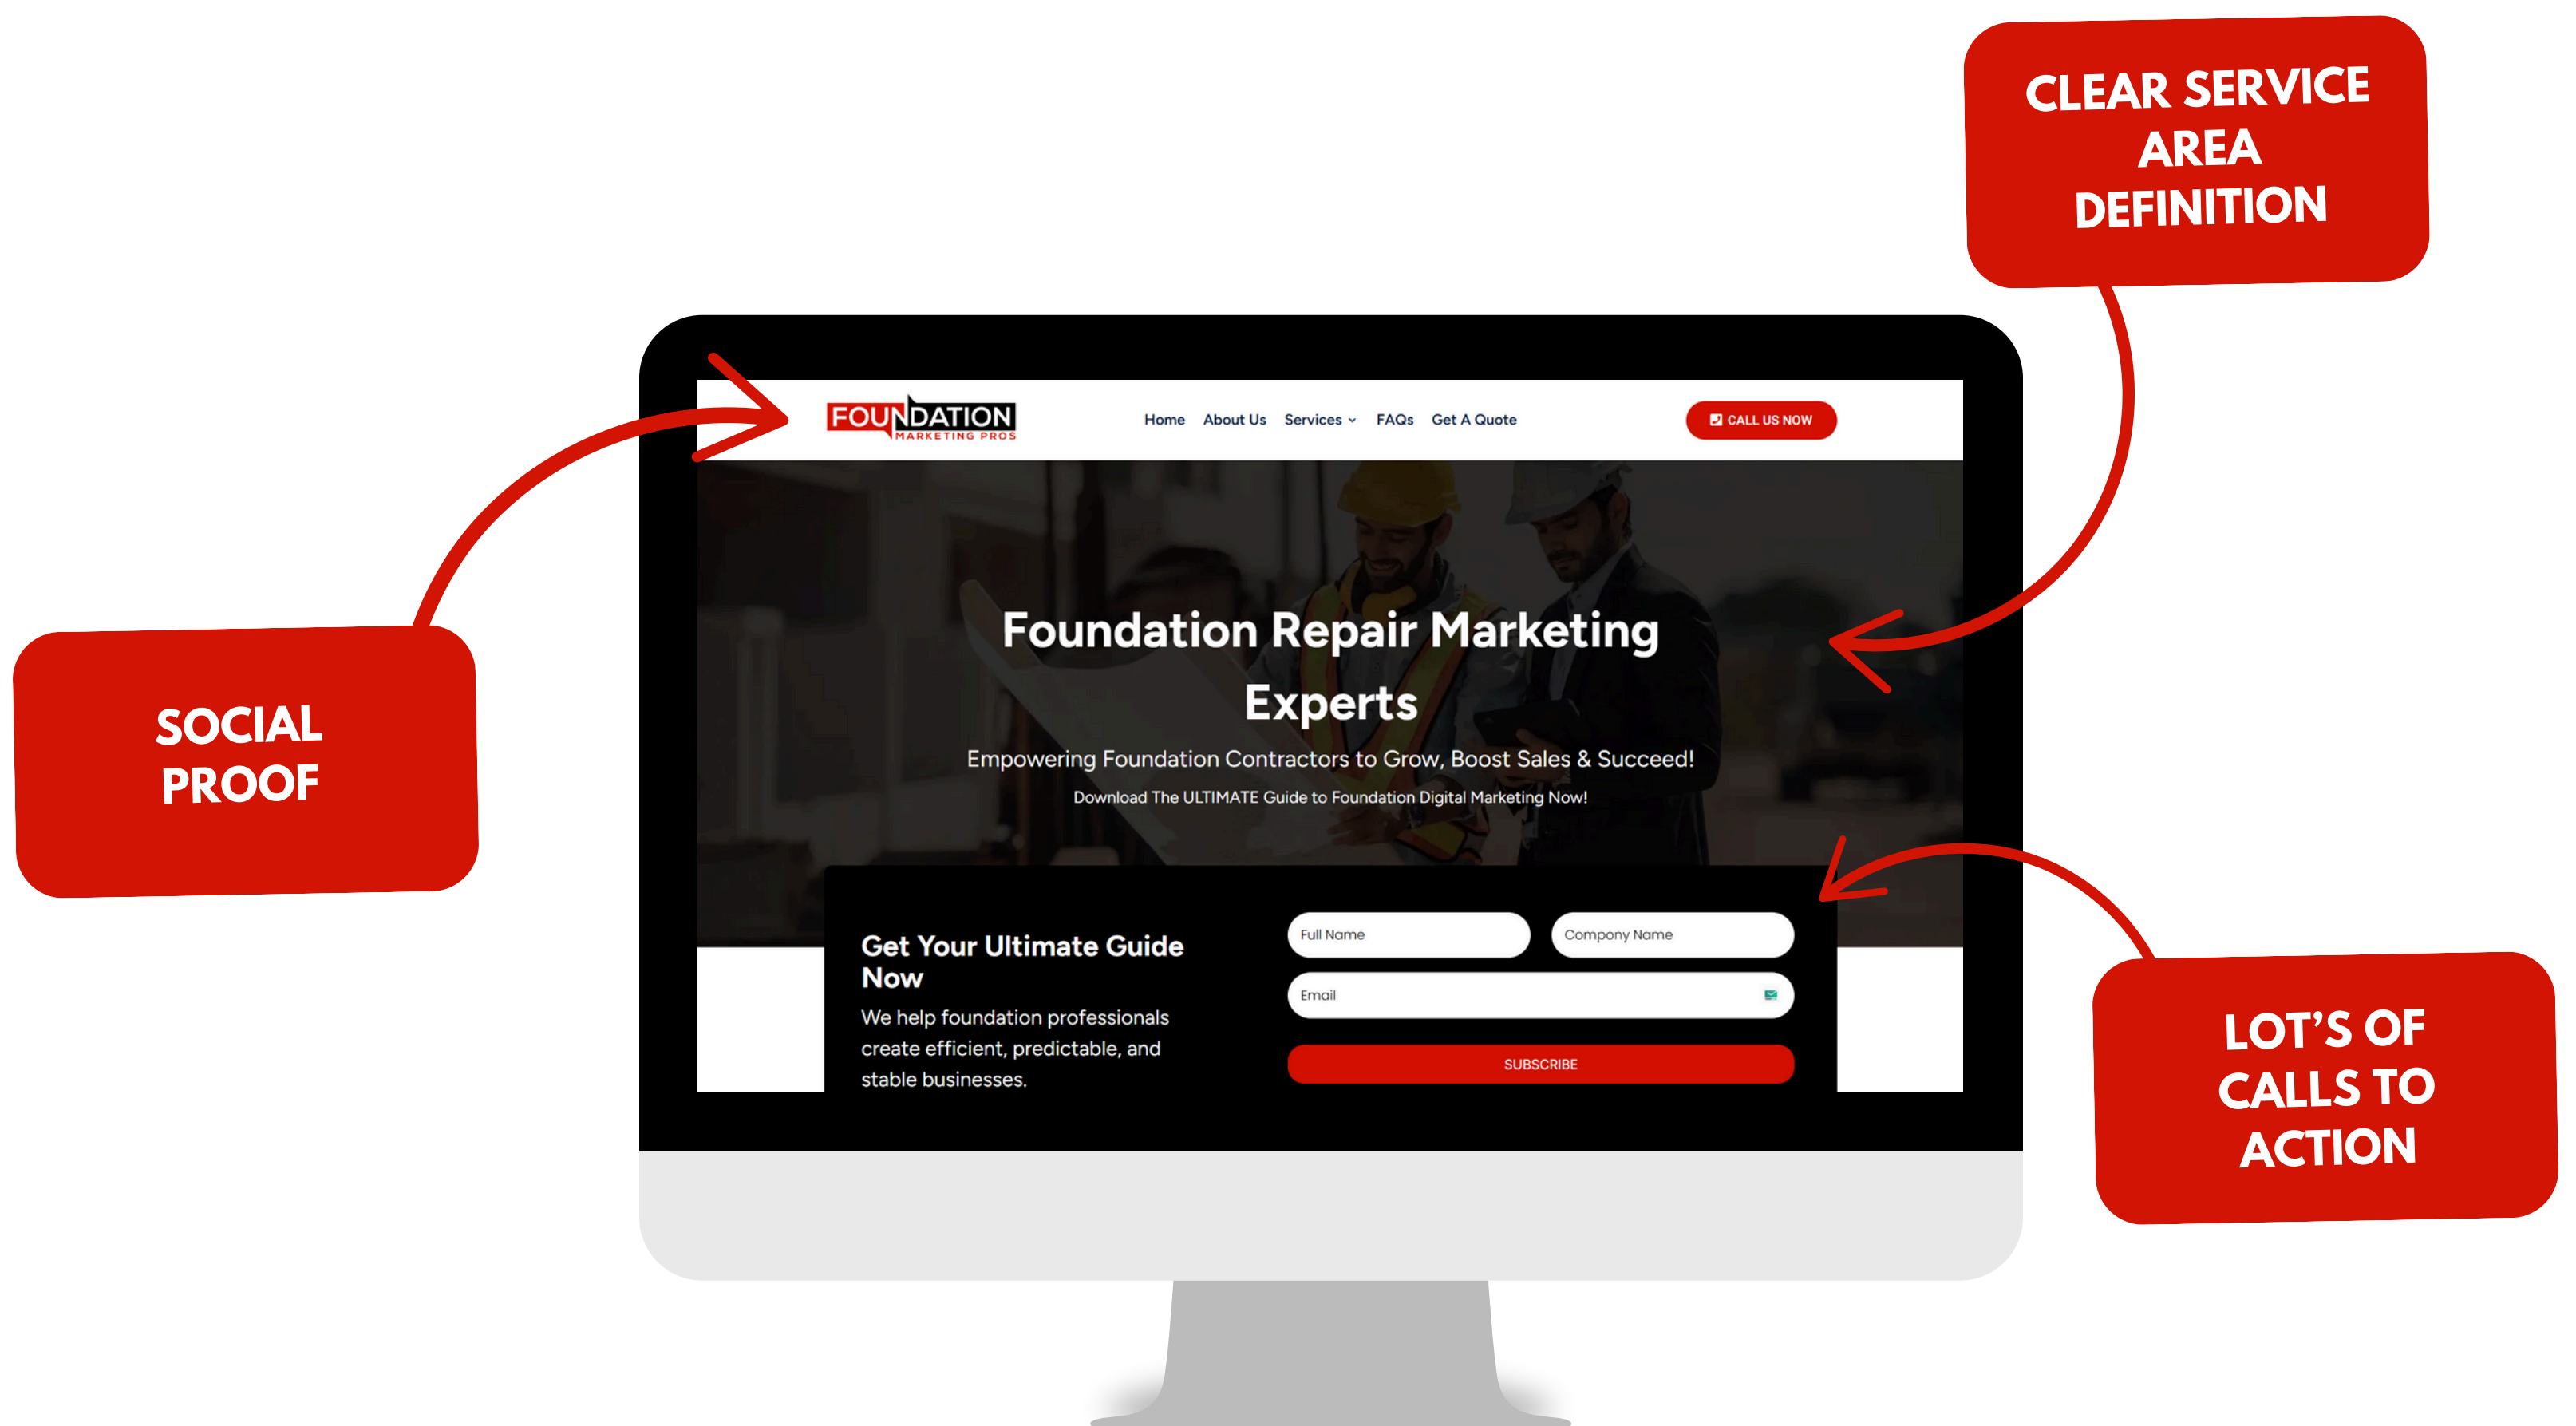 CLEAR SERVICE
AREA
DEFINITION
FOUNDATION
MARKETING PROS
Home About Us Services FAQs Get A Quote
CALL US NOW
Foundation Repair Marketing
Experts
Empowering Foundation Contractors to Grow, Boost Sales & Succeed!
Download The ULTIMATE Guide to Foundation Digital Marketing Now!
SOCIAL
PROOF
Get Your Ultimate Guide
Now
We help foundation professionals
create efficient, predictable, and
stable businesses.
Full Name
Compony Name
Email
SUBSCRIBE
LOT’S OF
CALLS TO
ACTION